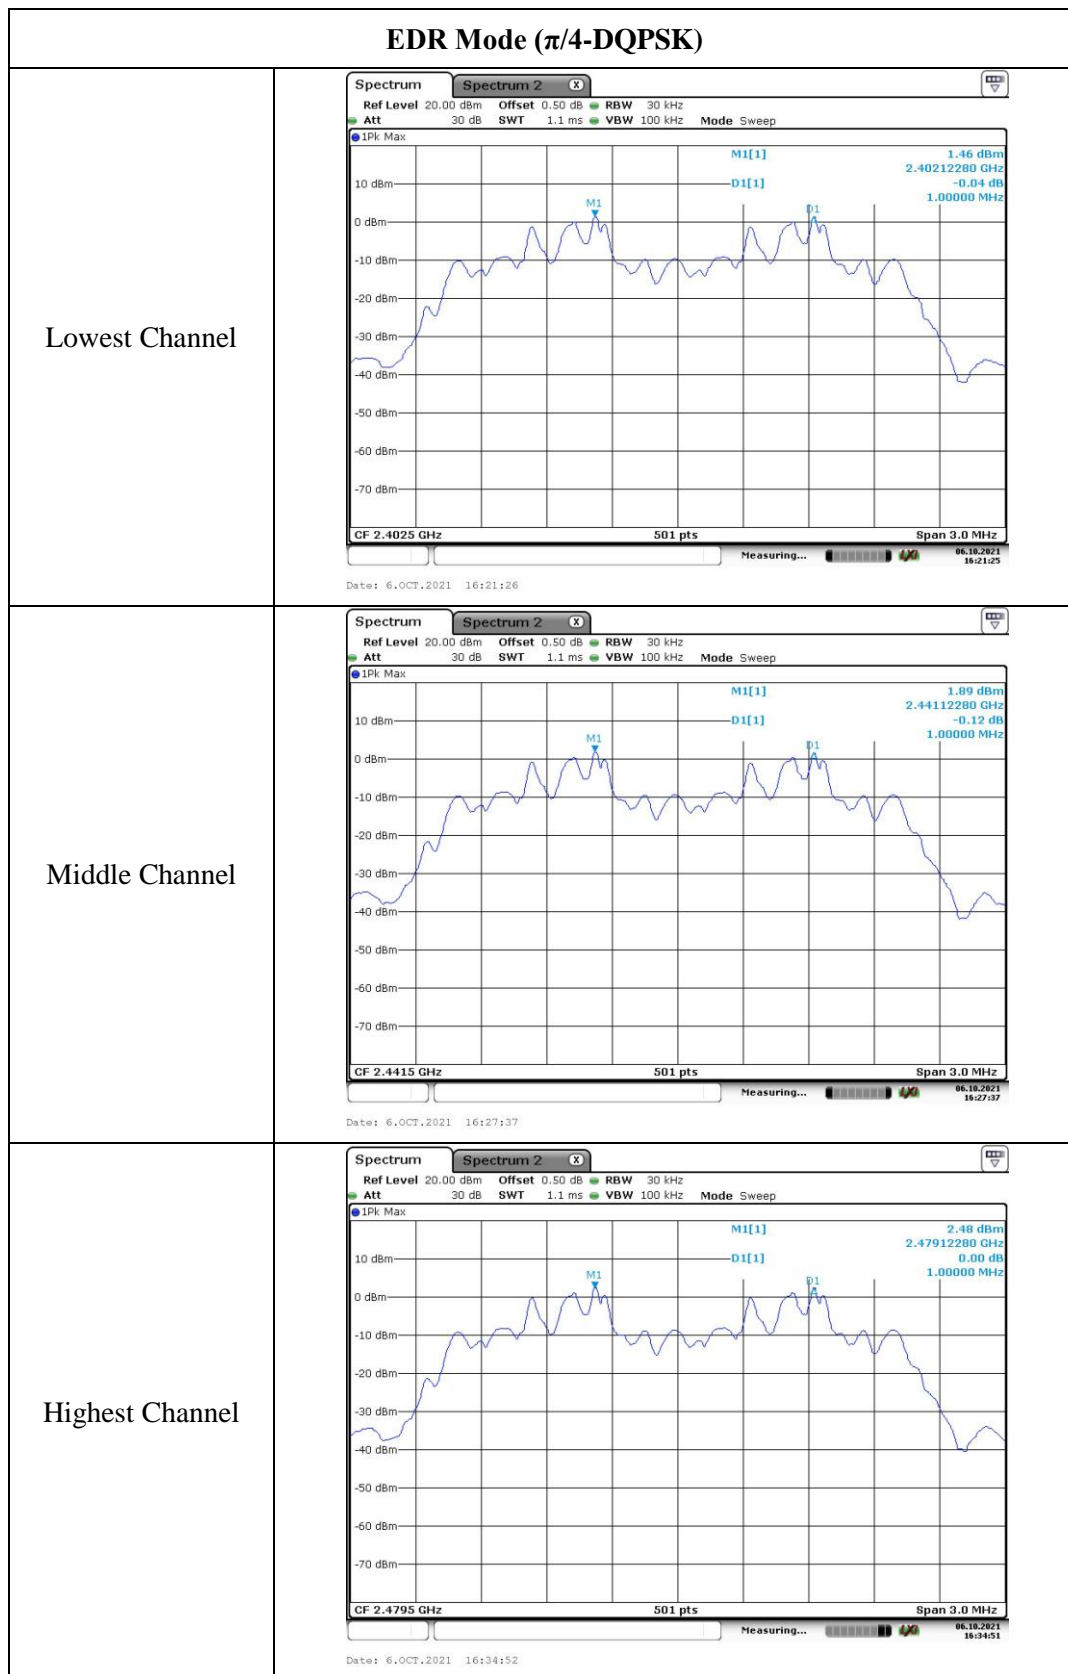 EDR Mode (π/4-DQPSK)
Lowest Channel
Spectrum Spectrum 2 X
Ref Level 20.00 dBm Offset 0.50 dB RBW 30 kHz
Att 30 dB SWT 1.1 ms VBW 100 kHz Mode Sweep
1Pk Max
M1[1] 1.46 dBm
2.40212280 GHz
10 dBm D1[1] -0.04 dB
1.00000 MHz
M1 D1
0 dBm
-10 dBm
-20 dBm
-30 dBm
-40 dBm
-50 dBm
-60 dBm
-70 dBm
CF 2.4025 GHz 501 pts Span 3.0 MHz
Measuring... LXI 06.10.2021
16:21:25
Date: 6.OCT.2021 16:21:26
Middle Channel
Spectrum Spectrum 2 X
Ref Level 20.00 dBm Offset 0.50 dB RBW 30 kHz
Att 30 dB SWT 1.1 ms VBW 100 kHz Mode Sweep
1Pk Max
M1[1] 1.89 dBm
2.44112280 GHz
10 dBm D1[1] -0.12 dB
1.00000 MHz
M1 D1
0 dBm
-10 dBm
-20 dBm
-30 dBm
-40 dBm
-50 dBm
-60 dBm
-70 dBm
CF 2.4415 GHz 501 pts Span 3.0 MHz
Measuring... LXI 06.10.2021
16:27:37
Date: 6.OCT.2021 16:27:37
Highest Channel
Spectrum Spectrum 2 X
Ref Level 20.00 dBm Offset 0.50 dB RBW 30 kHz
Att 30 dB SWT 1.1 ms VBW 100 kHz Mode Sweep
1Pk Max
M1[1] 2.48 dBm
2.47912280 GHz
10 dBm D1[1] 0.00 dB
1.00000 MHz
M1 D1
0 dBm
-10 dBm
-20 dBm
-30 dBm
-40 dBm
-50 dBm
-60 dBm
-70 dBm
CF 2.4795 GHz 501 pts Span 3.0 MHz
Measuring... LXI 06.10.2021
16:34:51
Date: 6.OCT.2021 16:34:52